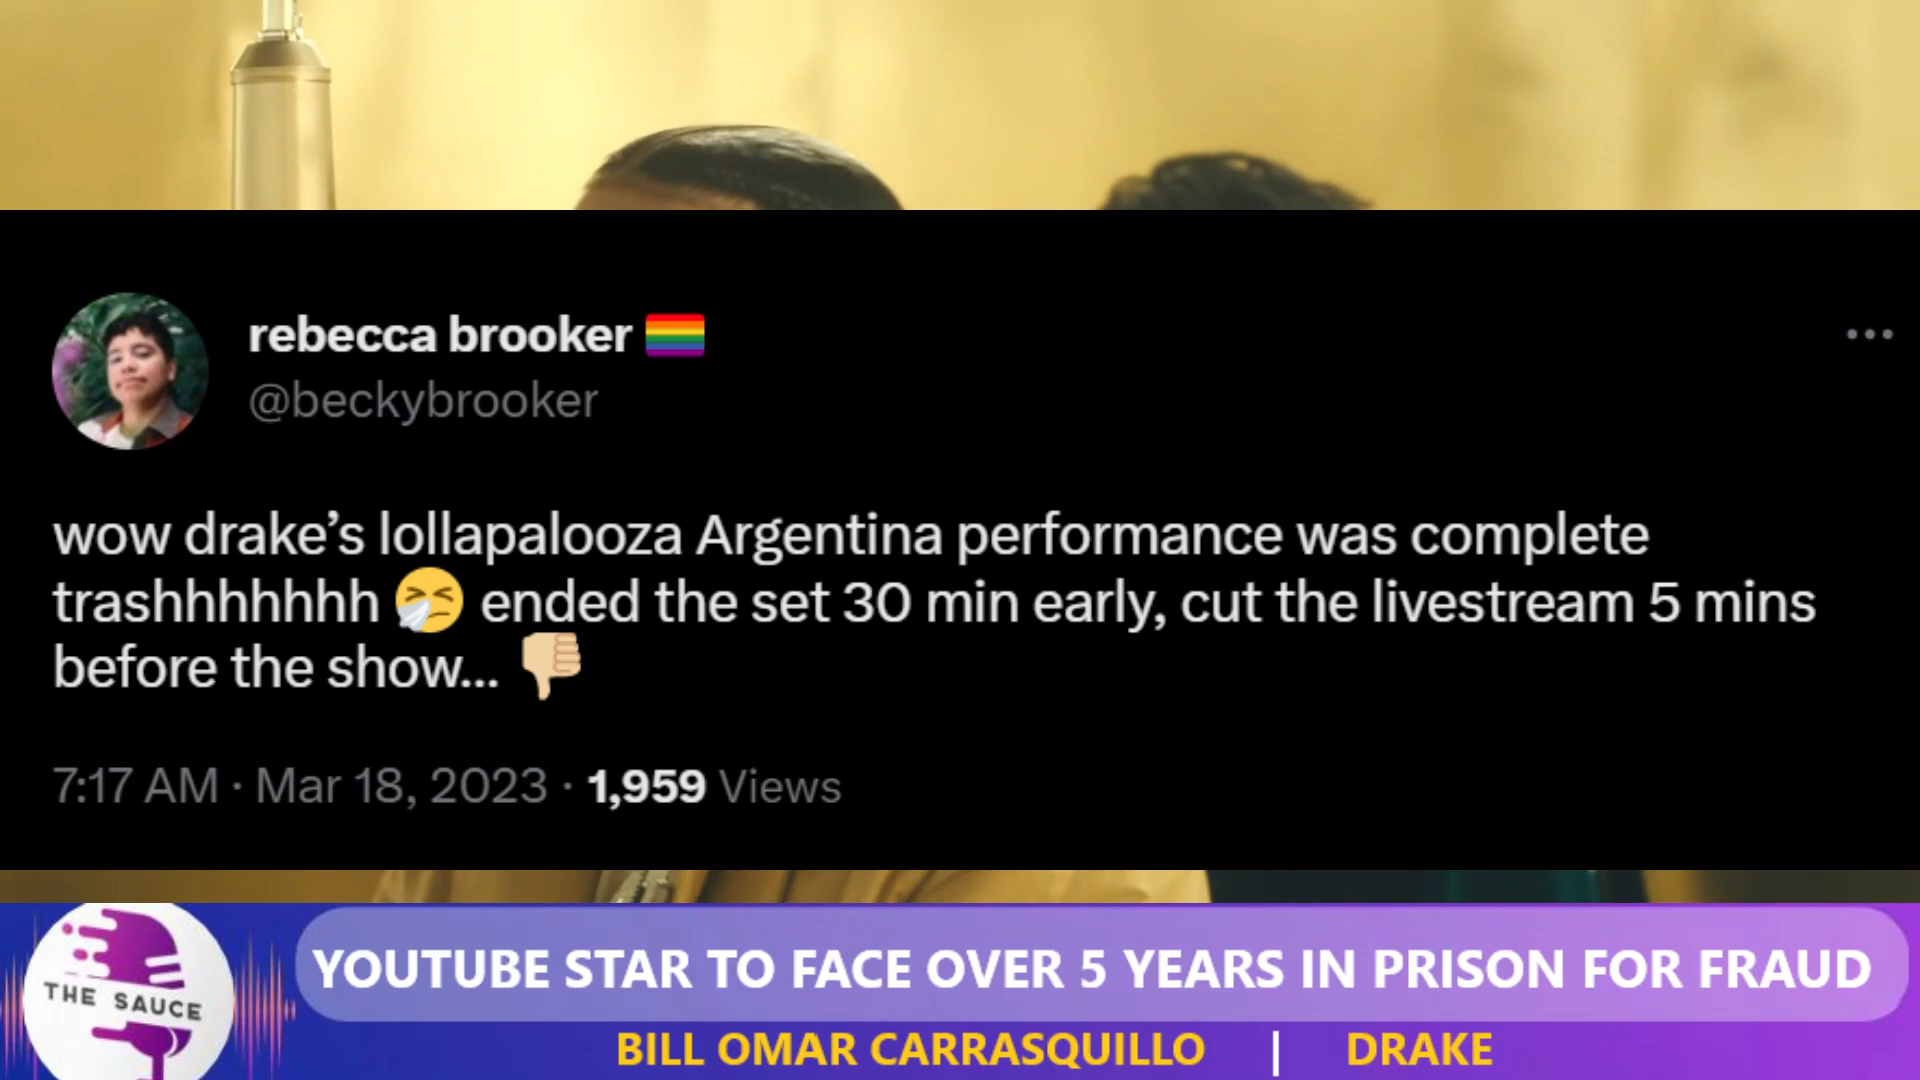 rebecca brooker 🏳️‍🌈
@beckybrooker
wow drake’s lollapalooza Argentina performance was complete
trashhhhhhh 🤧 ended the set 30 min early, cut the livestream 5 mins
before the show... 👎🏼
7:17 AM · Mar 18, 2023 · 1,959 Views
THE SAUCE
YOUTUBE STAR TO FACE OVER 5 YEARS IN PRISON FOR FRAUD
BILL OMAR CARRASQUILLO | DRAKE